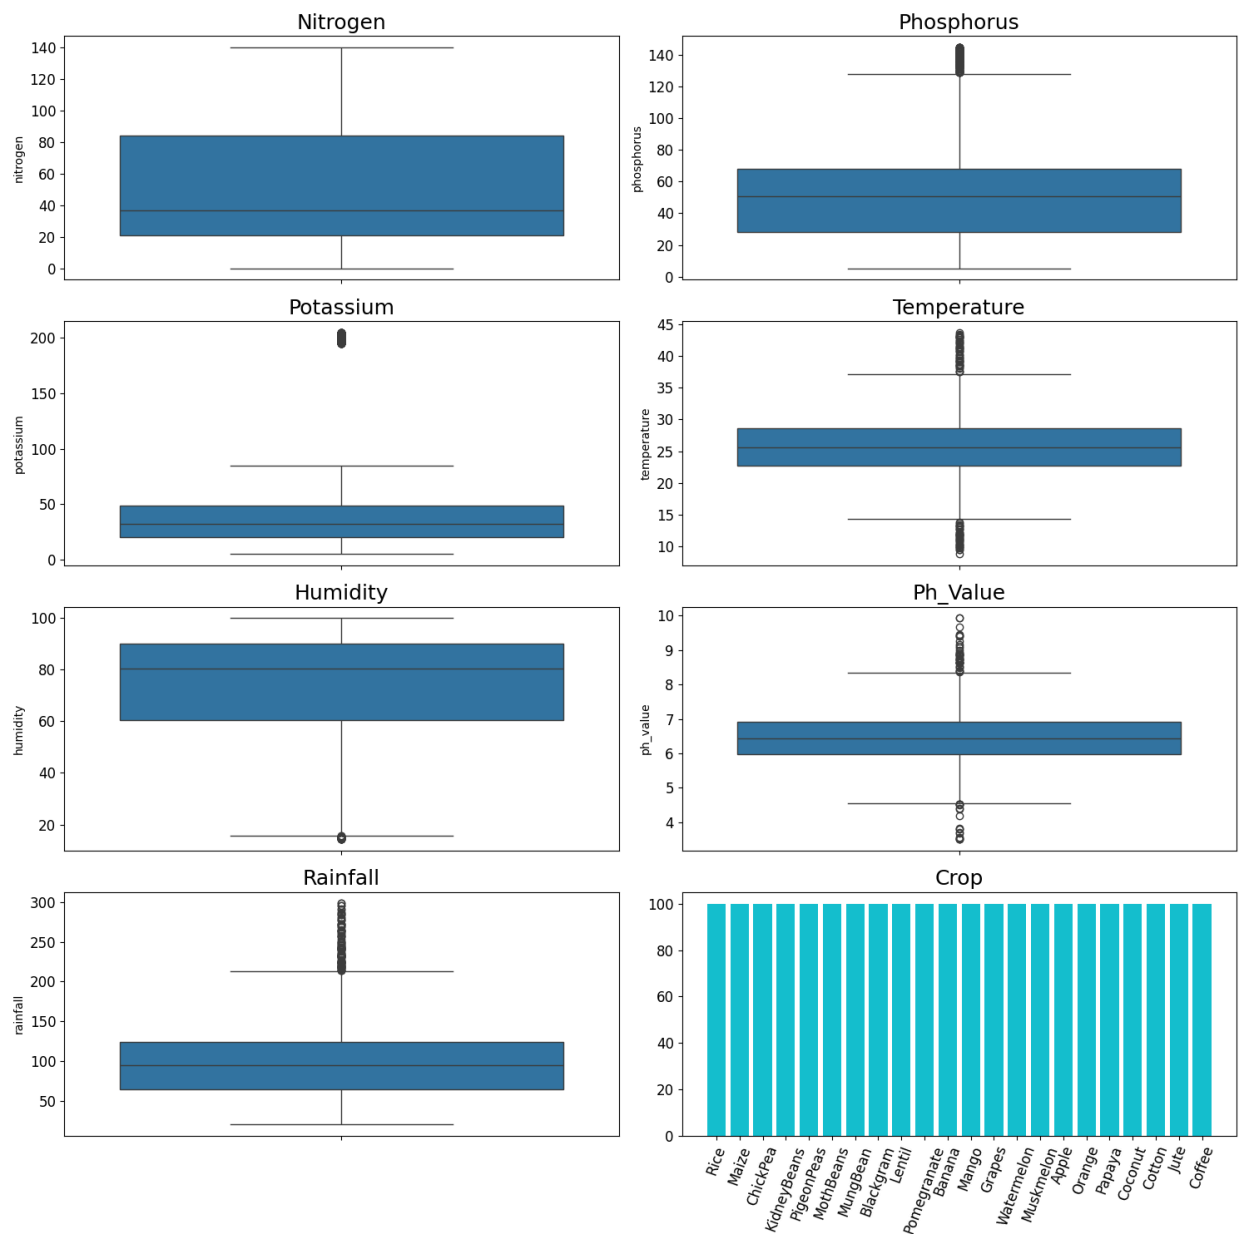 Nitrogen
140
120
100
80
60
40
20
0
nitrogen
Phosphorus
140
120
100
80
60
40
20
0
phosphorus
Potassium
200
150
100
50
0
potassium
Temperature
45
40
35
30
25
20
15
10
temperature
Humidity
100
80
60
40
20
humidity
Ph_Value
10
9
8
7
6
5
4
ph_value
Rainfall
300
250
200
150
100
50
rainfall
Crop
100
80
60
40
20
0
Rice
Maize
ChickPea
KidneyBeans
PigeonPeas
MothBeans
MungBean
Blackgram
Lentil
Pomegranate
Banana
Mango
Grapes
Watermelon
Muskmelon
Apple
Orange
Papaya
Coconut
Cotton
Jute
Coffee